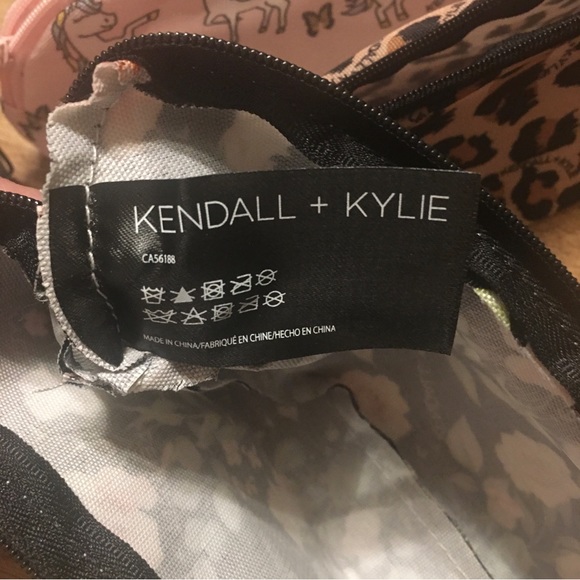 KENDALL + KYLIE
CA56188
MADE IN CHINA/FABRIQUÉ EN CHINE/HECHO EN CHINA